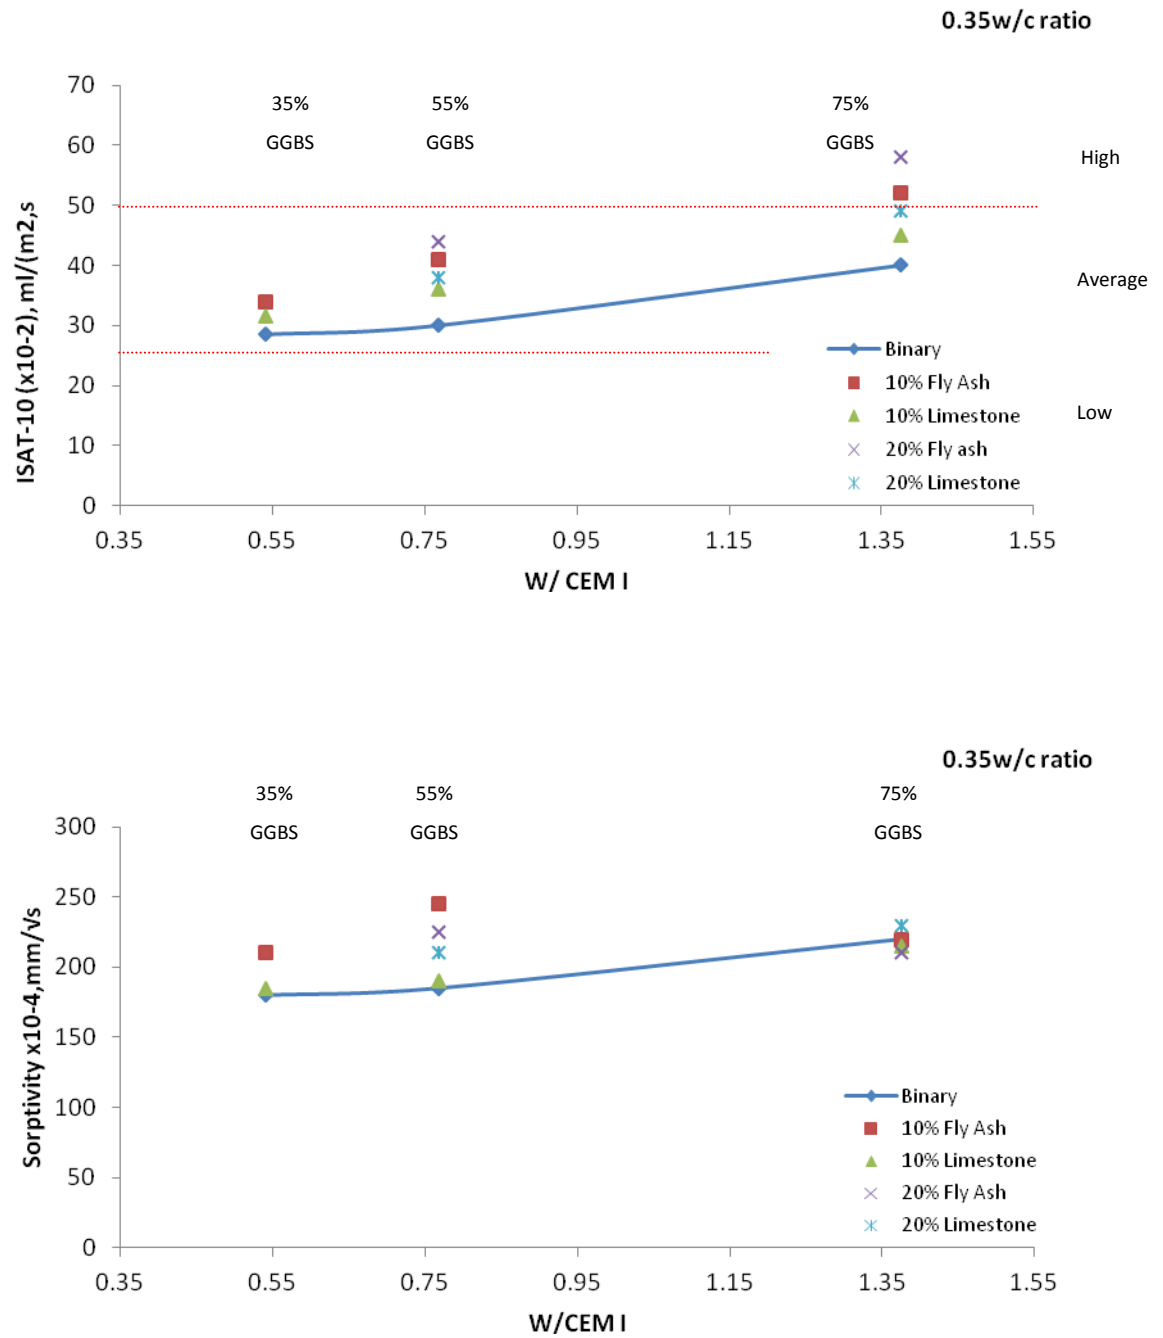 0.35w/c ratio
70
35%
55%
75%
GGBS
GGBS
GGBS
60
High
50
40
Average
30
20
10
0
Low
ISAT-10 (x10-2), ml/(m2,s
Binary
10% Fly Ash
10% Limestone
20% Fly ash
20% Limestone
0.35 0.55 0.75 0.95 1.15 1.35 1.55
W/ CEM I
0.35w/c ratio
35%
55%
75%
GGBS
GGBS
GGBS
300
250
200
150
100
50
0
Sorptivity x10-4,mm/√s
Binary
10% Fly Ash
10% Limestone
20% Fly Ash
20% Limestone
0.35 0.55 0.75 0.95 1.15 1.35 1.55
W/CEM I